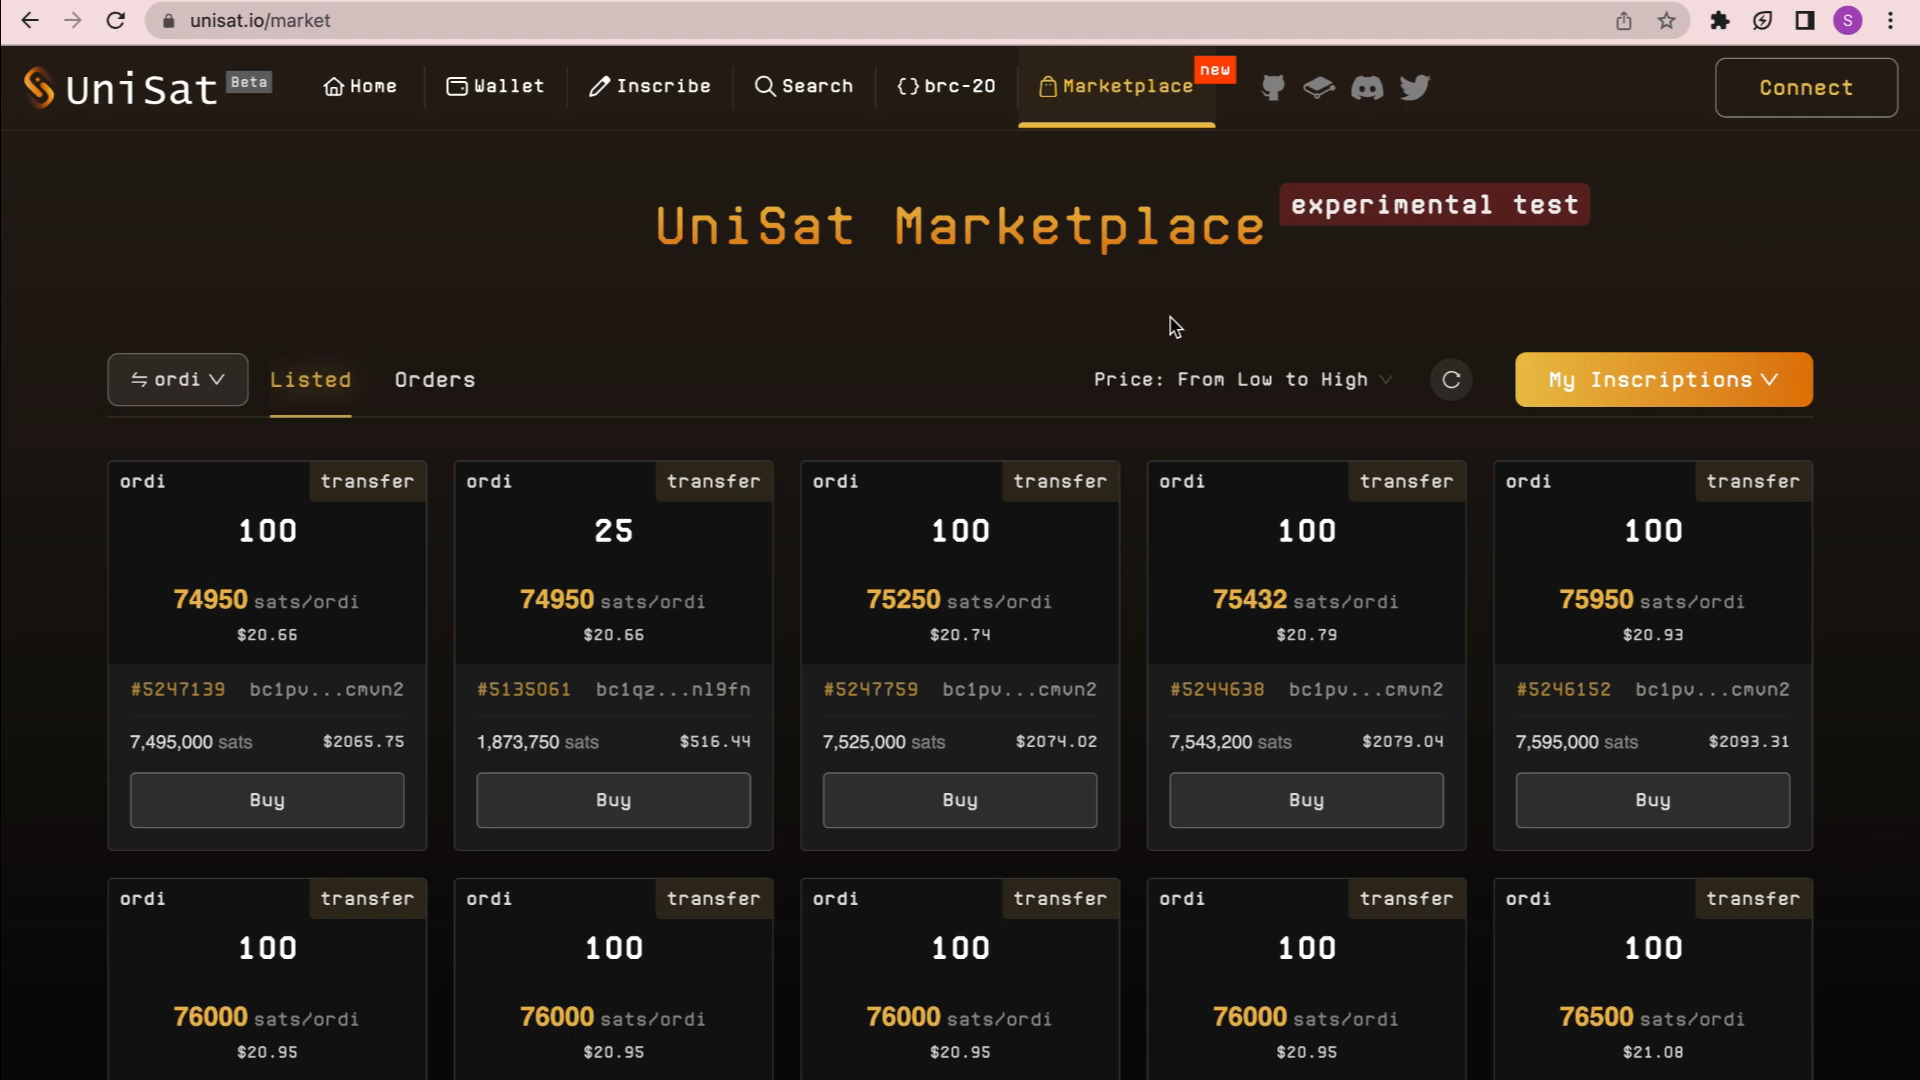 unisat.io/market
S
UniSat Beta Home Wallet Inscribe Search {}brc-20 Marketplace new Connect
UniSat Marketplace experimental test
ordi Listed Orders Price: From Low to High My Inscriptions
ordi transfer ordi transfer ordi transfer ordi transfer ordi transfer
100 25 100 100 100
74950 sats/ordi 74950 sats/ordi 75250 sats/ordi 75432 sats/ordi 75950 sats/ordi
$20.66 $20.66 $20.74 $20.79 $20.93
#5247139 bc1pv...cmvn2 #5135061 bc1qz...nl9fn #5247759 bc1pv...cmvn2 #5244638 bc1pv...cmvn2 #5246152 bc1pv...cmvn2
7,495,000 sats $2065.75 1,873,750 sats $516.44 7,525,000 sats $2074.02 7,543,200 sats $2079.04 7,595,000 sats $2093.31
Buy Buy Buy Buy Buy
ordi transfer ordi transfer ordi transfer ordi transfer ordi transfer
100 100 100 100 100
76000 sats/ordi 76000 sats/ordi 76000 sats/ordi 76000 sats/ordi 76500 sats/ordi
$20.95 $20.95 $20.95 $20.95 $21.08